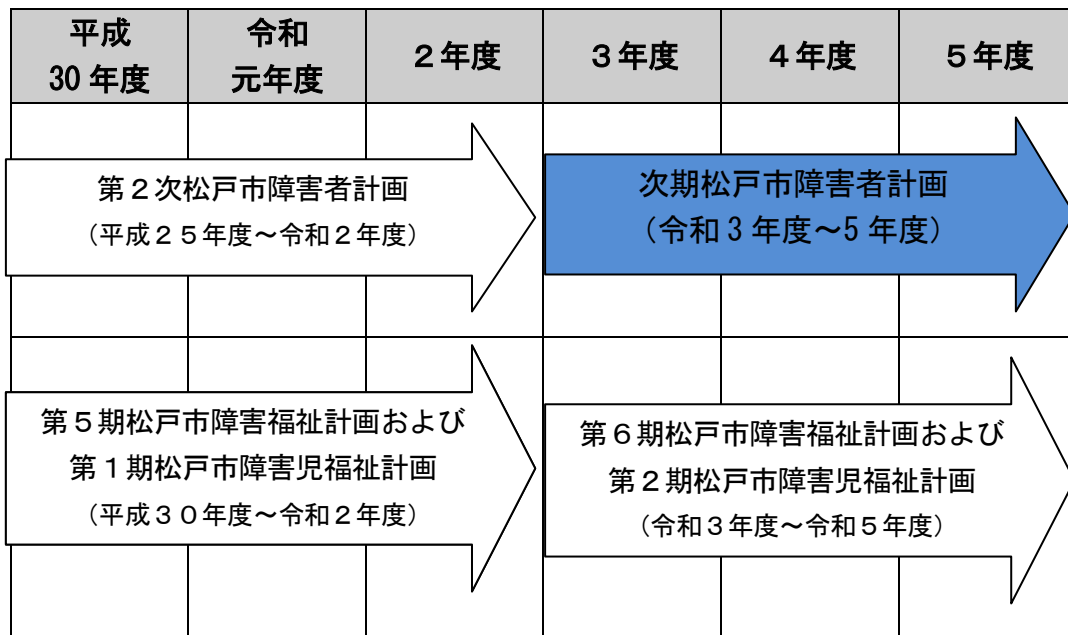 平成
30年度
令和
元年度
２年度
３年度
４年度
５年度
第２次松戸市障害者計画
（平成２５年度～令和２年度）
次期松戸市障害者計画
（令和3年度～5年度）
第５期松戸市障害福祉計画および
第１期松戸市障害児福祉計画
（平成３０年度～令和２年度）
第６期松戸市障害福祉計画および
第２期松戸市障害児福祉計画
（令和３年度～令和５年度）